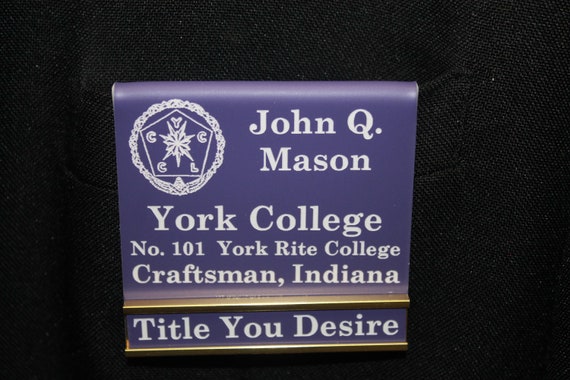 John Q.
Mason
York College
No. 101 York Rite College
Craftsman, Indiana
Title You Desire